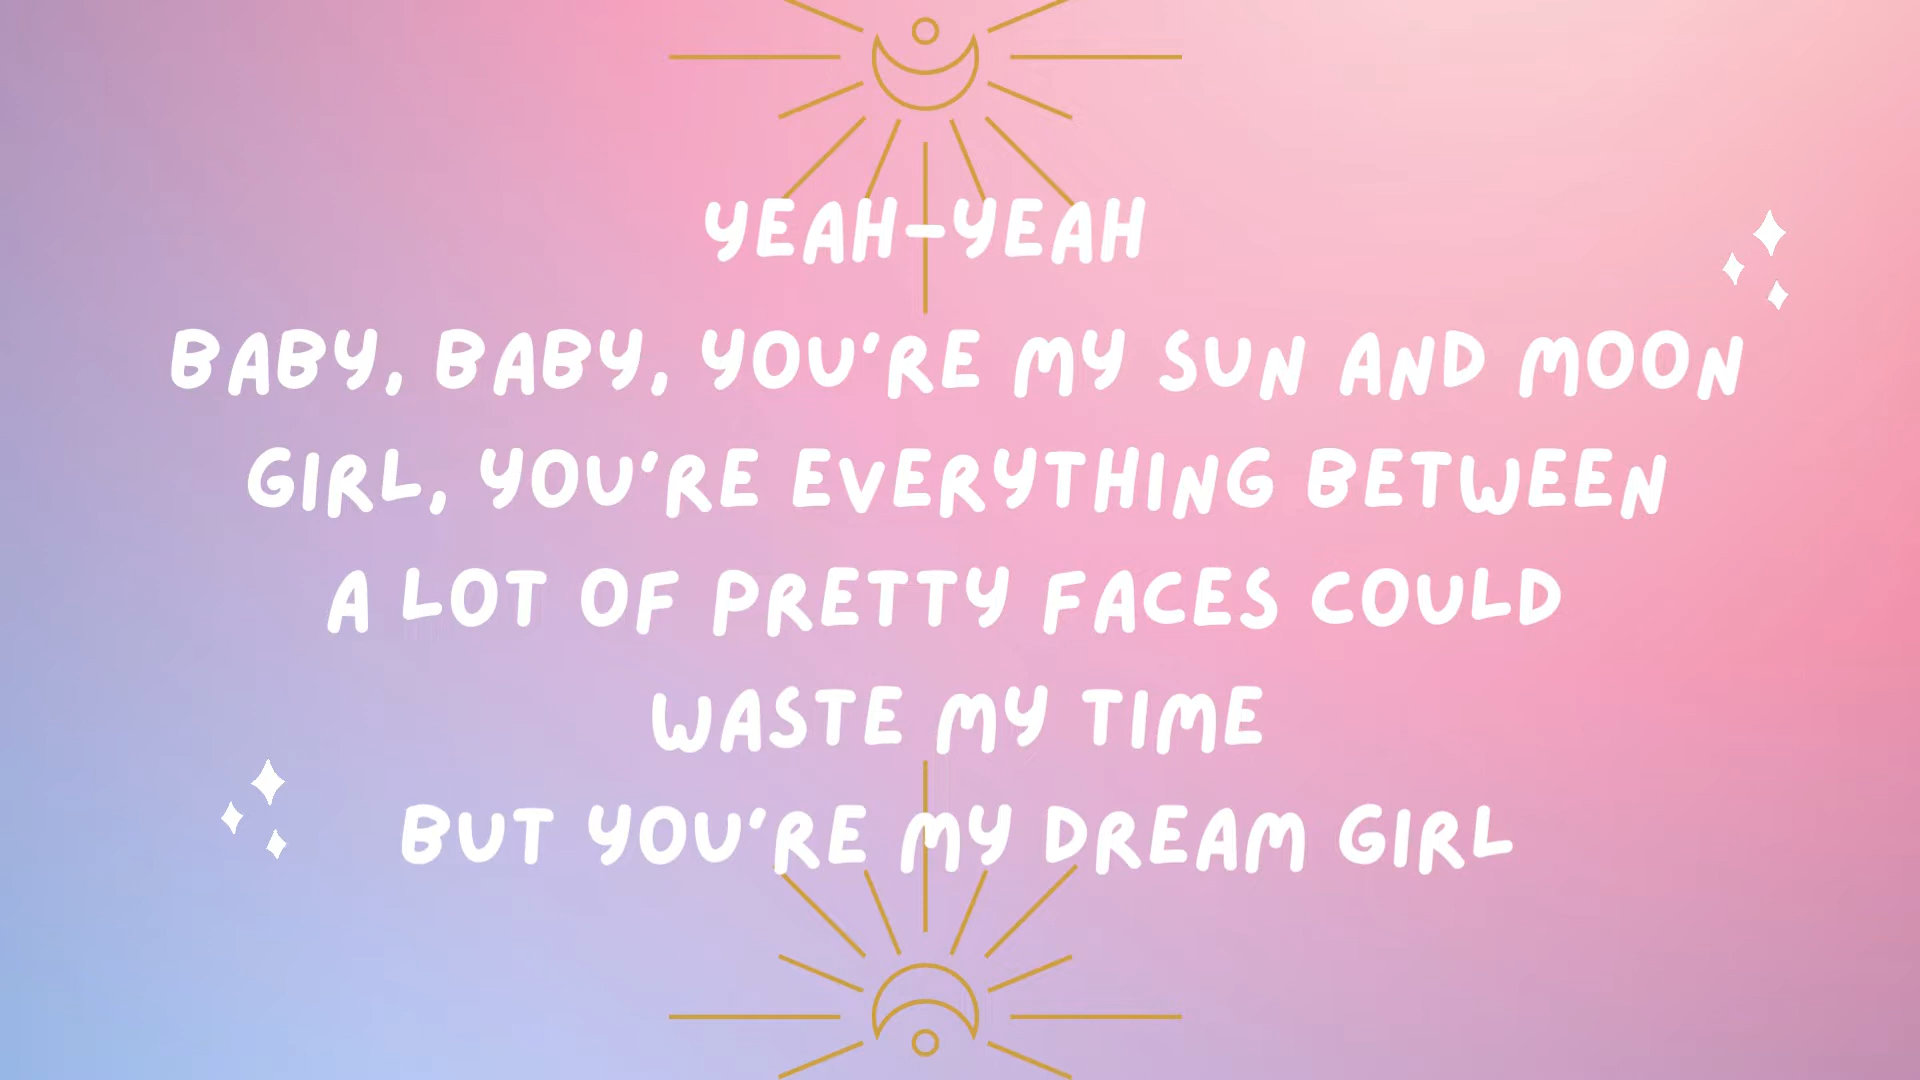 YEAH-YEAH
BABY, BABY, YOU'RE MY SUN AND MOON
GIRL, YOU'RE EVERYTHING BETWEEN
A LOT OF PRETTY FACES COULD
WASTE MY TIME
BUT YOU'RE MY DREAM GIRL